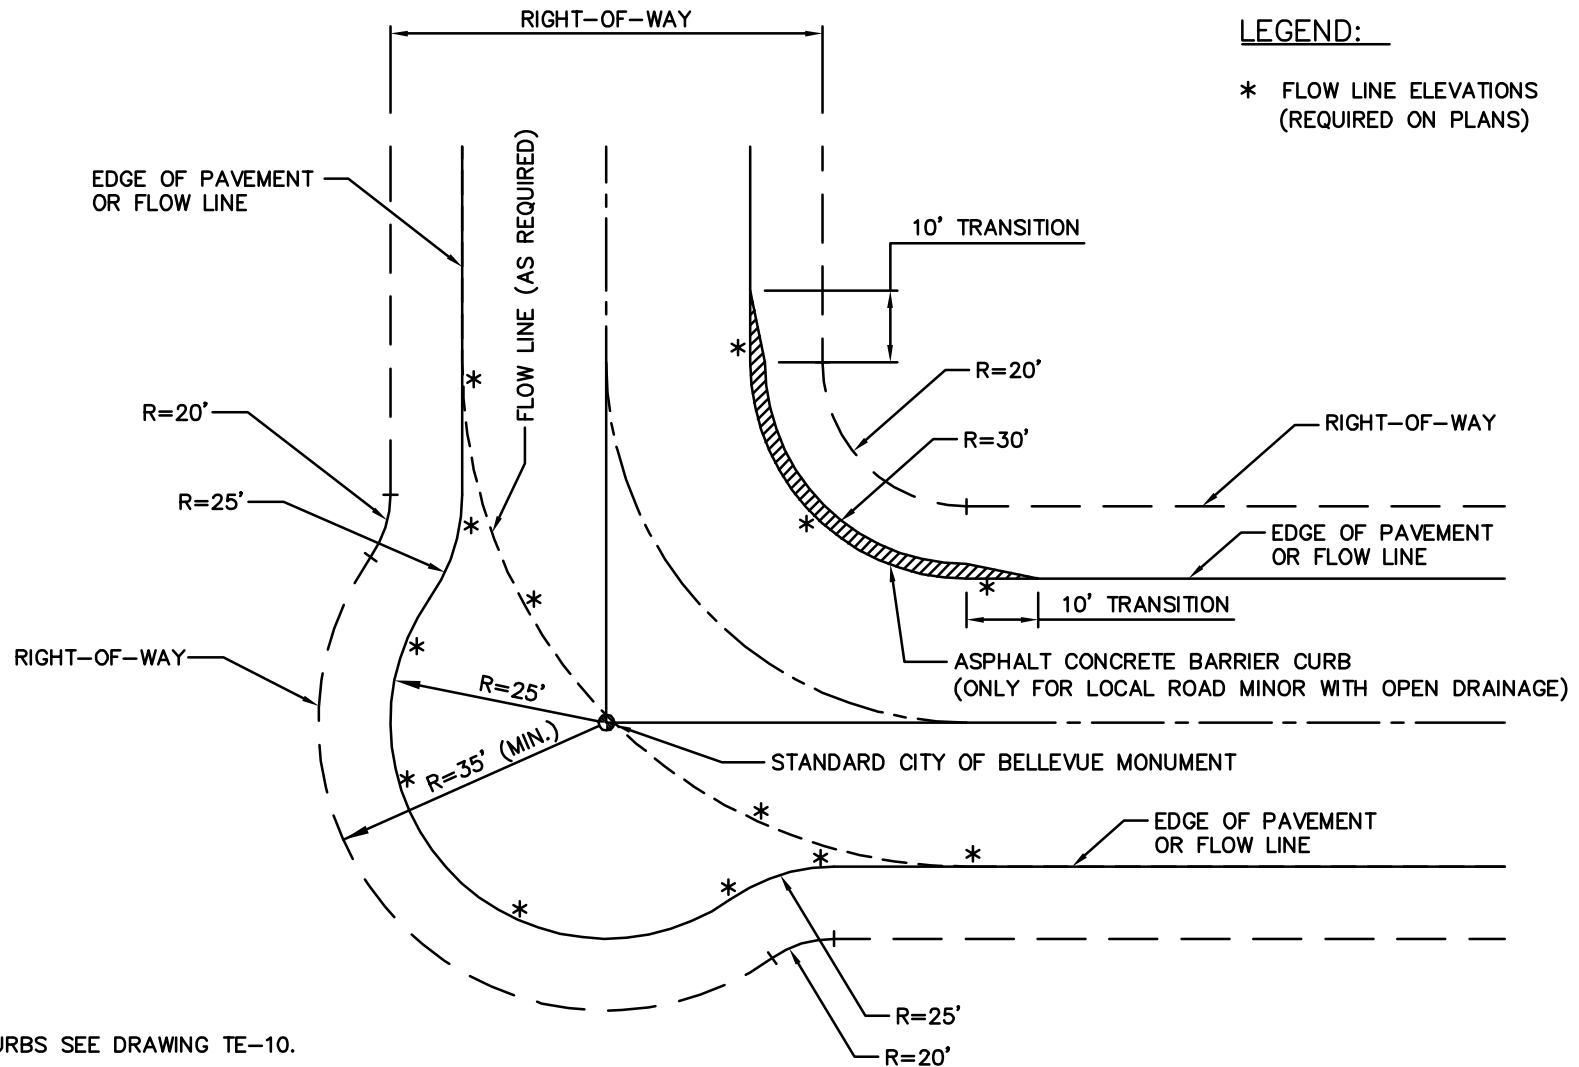 RIGHT-OF-WAY
LEGEND:
* FLOW LINE ELEVATIONS
(REQUIRED ON PLANS)
EDGE OF PAVEMENT
OR FLOW LINE
FLOW LINE (AS REQUIRED)
10' TRANSITION
R=20'
R=20'
R=30'
RIGHT-OF-WAY
R=25'
EDGE OF PAVEMENT
OR FLOW LINE
10' TRANSITION
RIGHT-OF-WAY
R=25'
ASPHALT CONCRETE BARRIER CURB
(ONLY FOR LOCAL ROAD MINOR WITH OPEN DRAINAGE)
R=35' (MIN.)
STANDARD CITY OF BELLEVUE MONUMENT
EDGE OF PAVEMENT
OR FLOW LINE
R=25'
R=20'
SEE DRAWING TE-10.